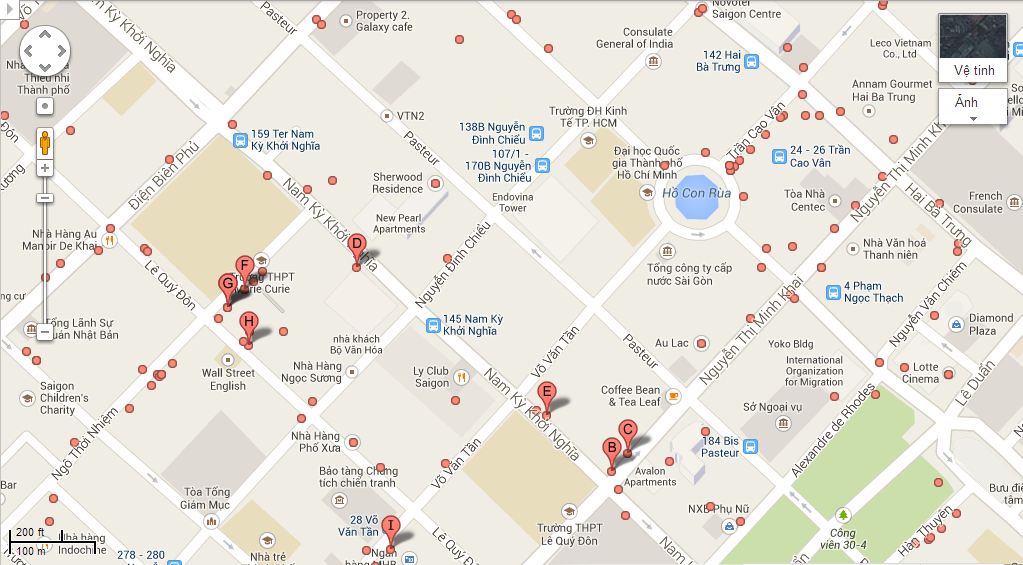 Pasteur
Property 2.
Galaxy cafe
Novotel
Saigon Centre
Consulate
General of India
142 Hai
Bà Trưng
Leco Vietnam
Co., Ltd
Vệ tinh
Ảnh
Nam Kỳ Khởi Nghĩa
Thiếu nhi
Thành phố
Annam Gourmet
Hai Ba Trung
VTN2
Trường ĐH Kinh
Tế TP. HCM
138B Nguyễn
Đình Chiểu
107/1 -
170B Nguyễn
Đình Chiểu
159 Ter Nam
Kỳ Khởi Nghĩa
Pasteur
Trần Cao Vân
24 - 26 Trần
Cao Vân
Đại học Quốc
gia Thành phố
Hồ Chí Minh
Nguyễn Thị Minh Khai
Điện Biên Phủ
Sherwood
Residence
Endovina
Tower
Hồ Con Rùa
Tòa Nhà
Centec
Hai Bà Trưng
French
Consulate
Nam Kỳ Khởi Nghĩa
New Pearl
Apartments
Nhà Hàng Au
Manoir De Khai
Nguyễn Đình Chiểu
Nhà Văn hoá
Thanh niên
D
F
G
H
Trường THPT
Marie Curie
Lê Quý Đôn
Tổng công ty cấp
nước Sài Gòn
4 Phạm
Ngọc Thạch
Nguyễn Văn Chiêm
Diamond
Plaza
Tổng Lãnh Sự
Quán Nhật Bản
145 Nam Kỳ
Khởi Nghĩa
nhà khách
Bộ Văn Hóa
Võ Văn Tần
Pasteur
Au Lac
Nguyễn Thị Minh Khai
Yoko Bldg
International
Organization
for Migration
Lotte
Cinema
Lê Duẩn
Wall Street
English
Nhà Hàng
Ngọc Sương
Ly Club
Saigon
Nam Kỳ Khởi Nghĩa
E
Coffee Bean
& Tea Leaf
Sở Ngoại vụ
Alexandre de Rhodes
Saigon
Children's
Charity
Ngô Thời Nhiệm
Nhà Hàng
Phố Xưa
Võ Văn Tần
B
C
184 Bis
Pasteur
Avalon
Apartments
Bar
Bảo tàng Chứng
tích chiến tranh
Tòa Tổng
Giám Mục
28 Võ
Văn Tần
I
Lê Quý Đôn
Trường THPT
Lê Quý Đôn
NXB Phụ Nữ
Công
viên 30-4
Hàn Thuyên
Bưu điện
200 ft
100 m
Nhà hàng
Indochine
278 - 280
Nhà trẻ
Ngân
hàng MHB
Nam